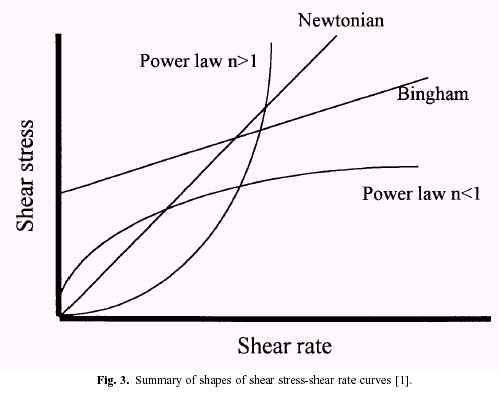 Newtonian
Power law n>1
Bingham
Power law n<1
Shear stress
Shear rate
Fig. 3. Summary of shapes of shear stress-shear rate curves [1].